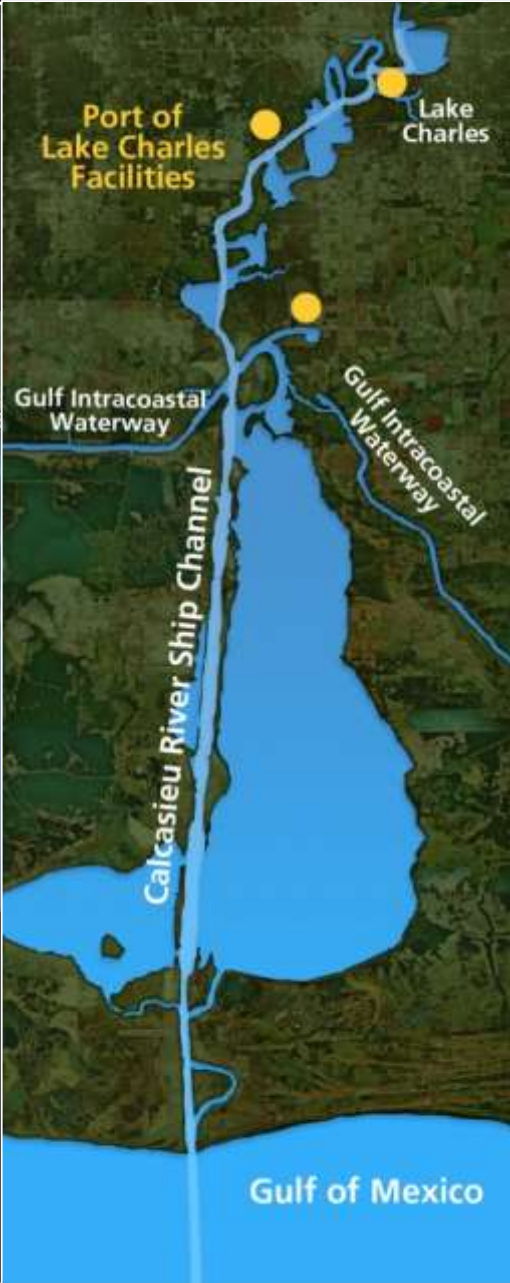 Port of
Lake Charles
Facilities
Lake
Charles
Gulf Intracoastal
Waterway
Gulf Intracoastal
Waterway
Calcasieu River Ship Channel
Gulf of Mexico